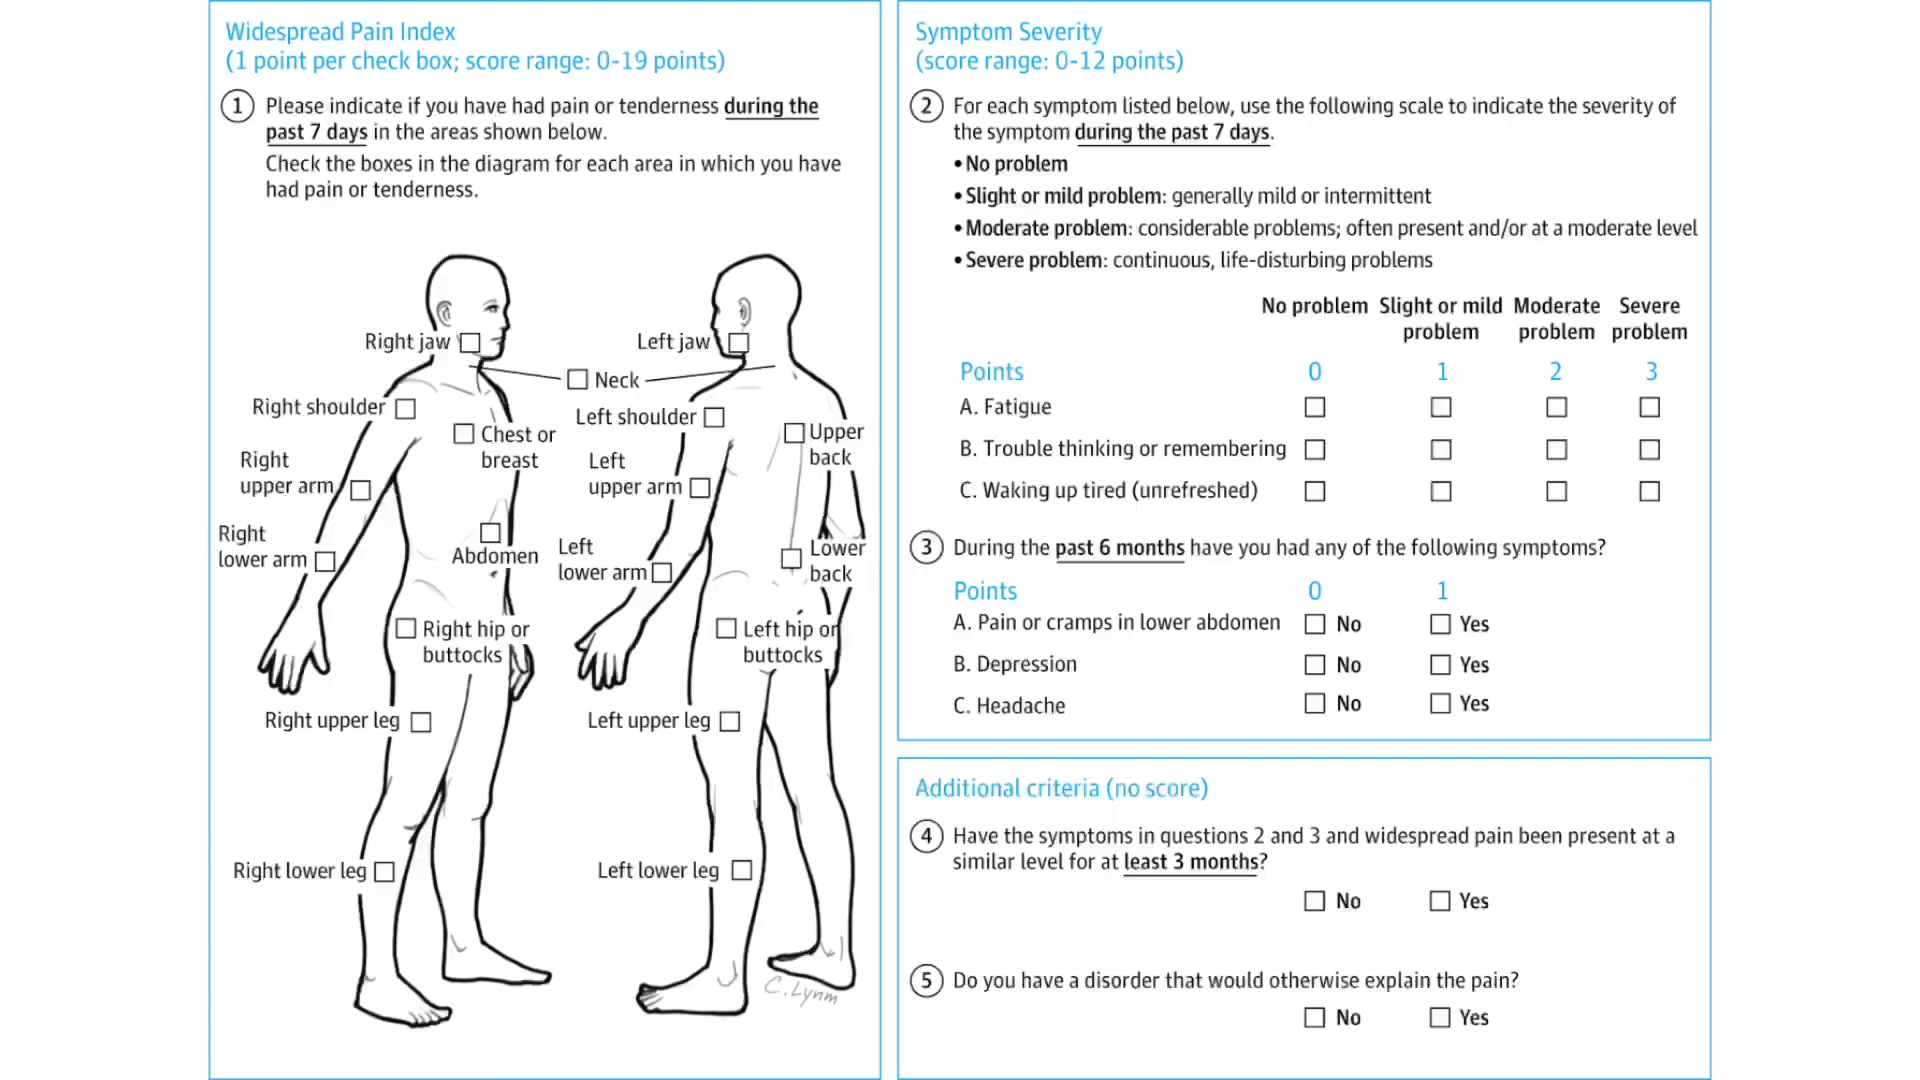 Widespread Pain Index
(1 point per check box; score range: 0-19 points)
1 Please indicate if you have had pain or tenderness during the
past 7 days in the areas shown below.
Check the boxes in the diagram for each area in which you have
had pain or tenderness.
Right jaw
Left jaw
Neck
Right shoulder
Left shoulder
Chest or
breast
Upper
back
Right
upper arm
Left
upper arm
Right
lower arm
Abdomen
Left
lower arm
Lower
back
Right hip or
buttocks
Left hip or
buttocks
Right upper leg
Left upper leg
Right lower leg
Left lower leg
C. Lynm
Symptom Severity
(score range: 0-12 points)
2 For each symptom listed below, use the following scale to indicate the severity of
the symptom during the past 7 days.
• No problem
• Slight or mild problem: generally mild or intermittent
• Moderate problem: considerable problems; often present and/or at a moderate level
• Severe problem: continuous, life-disturbing problems
No problem Slight or mild Moderate Severe
problem problem problem
Points 0 1 2 3
A. Fatigue
B. Trouble thinking or remembering
C. Waking up tired (unrefreshed)
3 During the past 6 months have you had any of the following symptoms?
Points 0 1
A. Pain or cramps in lower abdomen No Yes
B. Depression No Yes
C. Headache No Yes
Additional criteria (no score)
4 Have the symptoms in questions 2 and 3 and widespread pain been present at a
similar level for at least 3 months?
No Yes
5 Do you have a disorder that would otherwise explain the pain?
No Yes